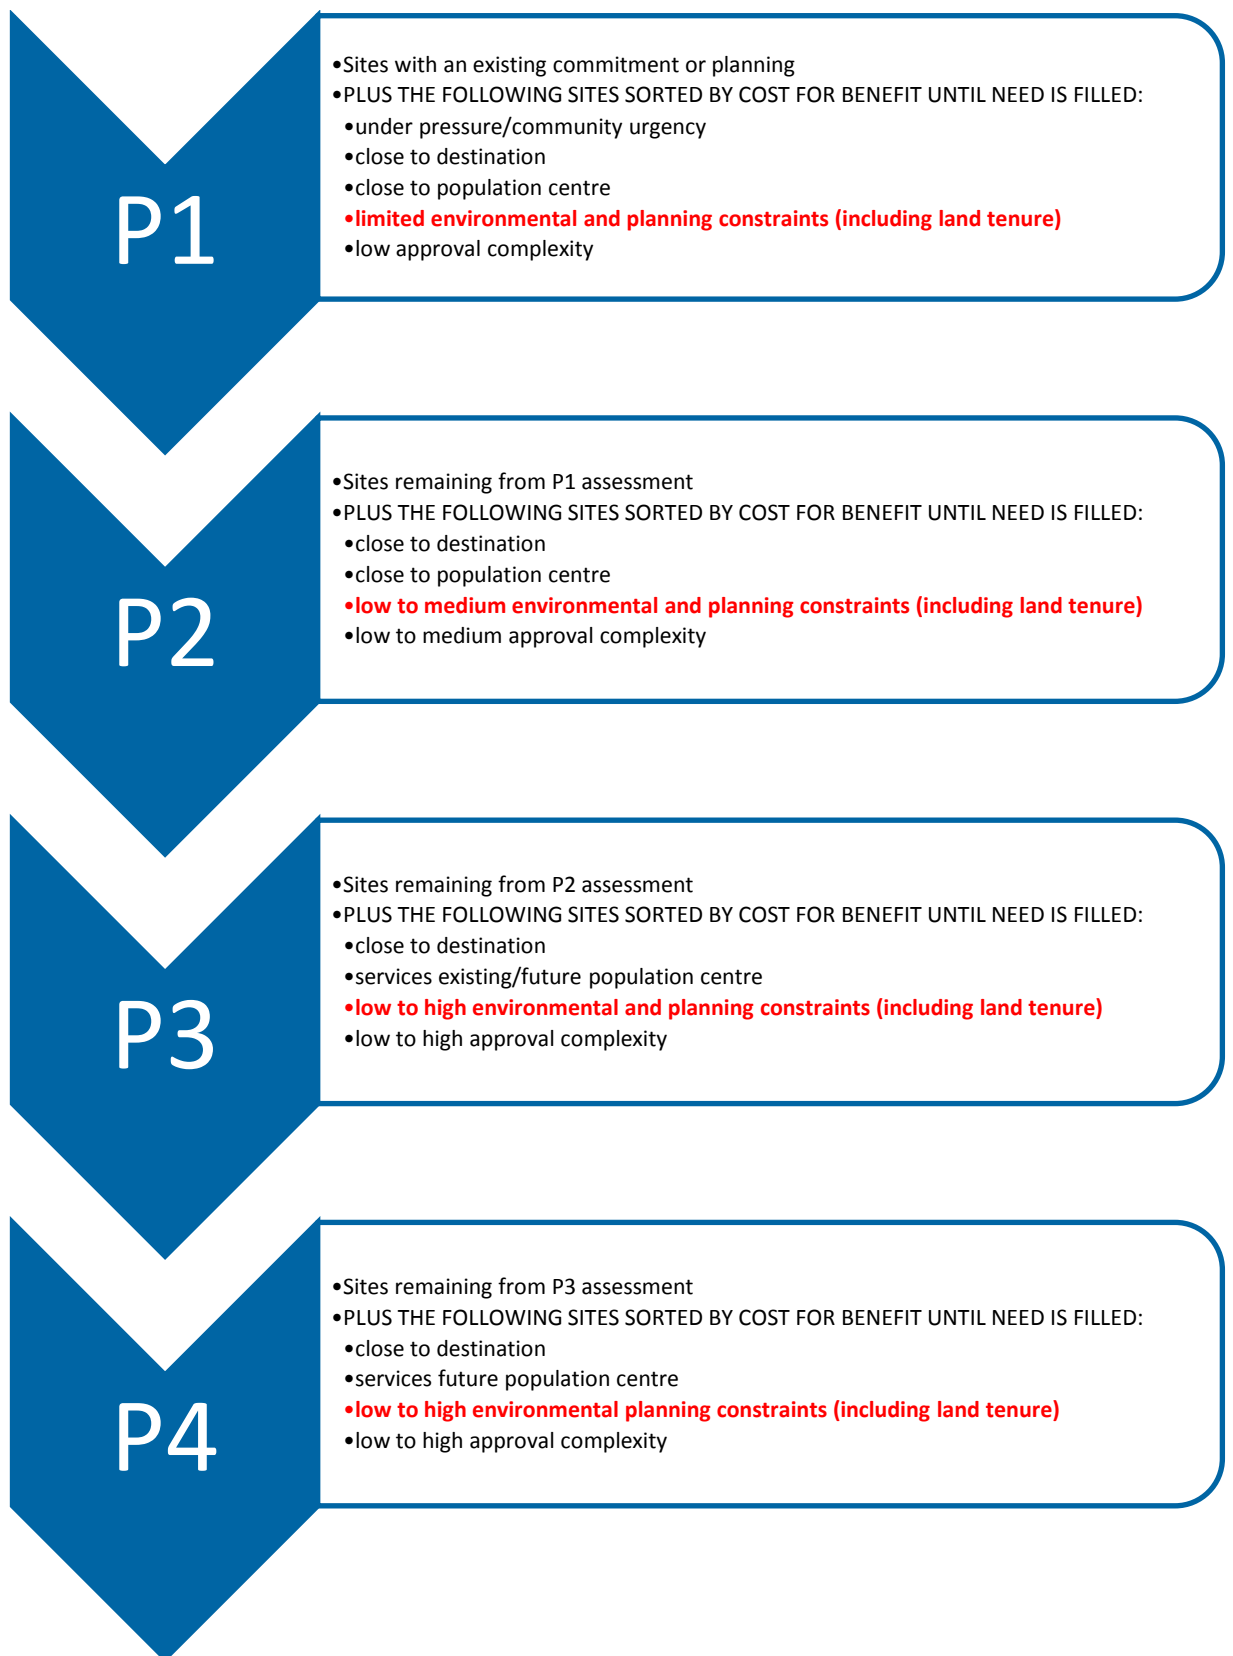 P1
•Sites with an existing commitment or planning
•PLUS THE FOLLOWING SITES SORTED BY COST FOR BENEFIT UNTIL NEED IS FILLED:
•under pressure/community urgency
•close to destination
•close to population centre
•limited environmental and planning constraints (including land tenure)
•low approval complexity
P2
•Sites remaining from P1 assessment
•PLUS THE FOLLOWING SITES SORTED BY COST FOR BENEFIT UNTIL NEED IS FILLED:
•close to destination
•close to population centre
•low to medium environmental and planning constraints (including land tenure)
•low to medium approval complexity
P3
•Sites remaining from P2 assessment
•PLUS THE FOLLOWING SITES SORTED BY COST FOR BENEFIT UNTIL NEED IS FILLED:
•close to destination
•services existing/future population centre
•low to high environmental and planning constraints (including land tenure)
•low to high approval complexity
P4
•Sites remaining from P3 assessment
•PLUS THE FOLLOWING SITES SORTED BY COST FOR BENEFIT UNTIL NEED IS FILLED:
•close to destination
•services future population centre
•low to high environmental planning constraints (including land tenure)
•low to high approval complexity